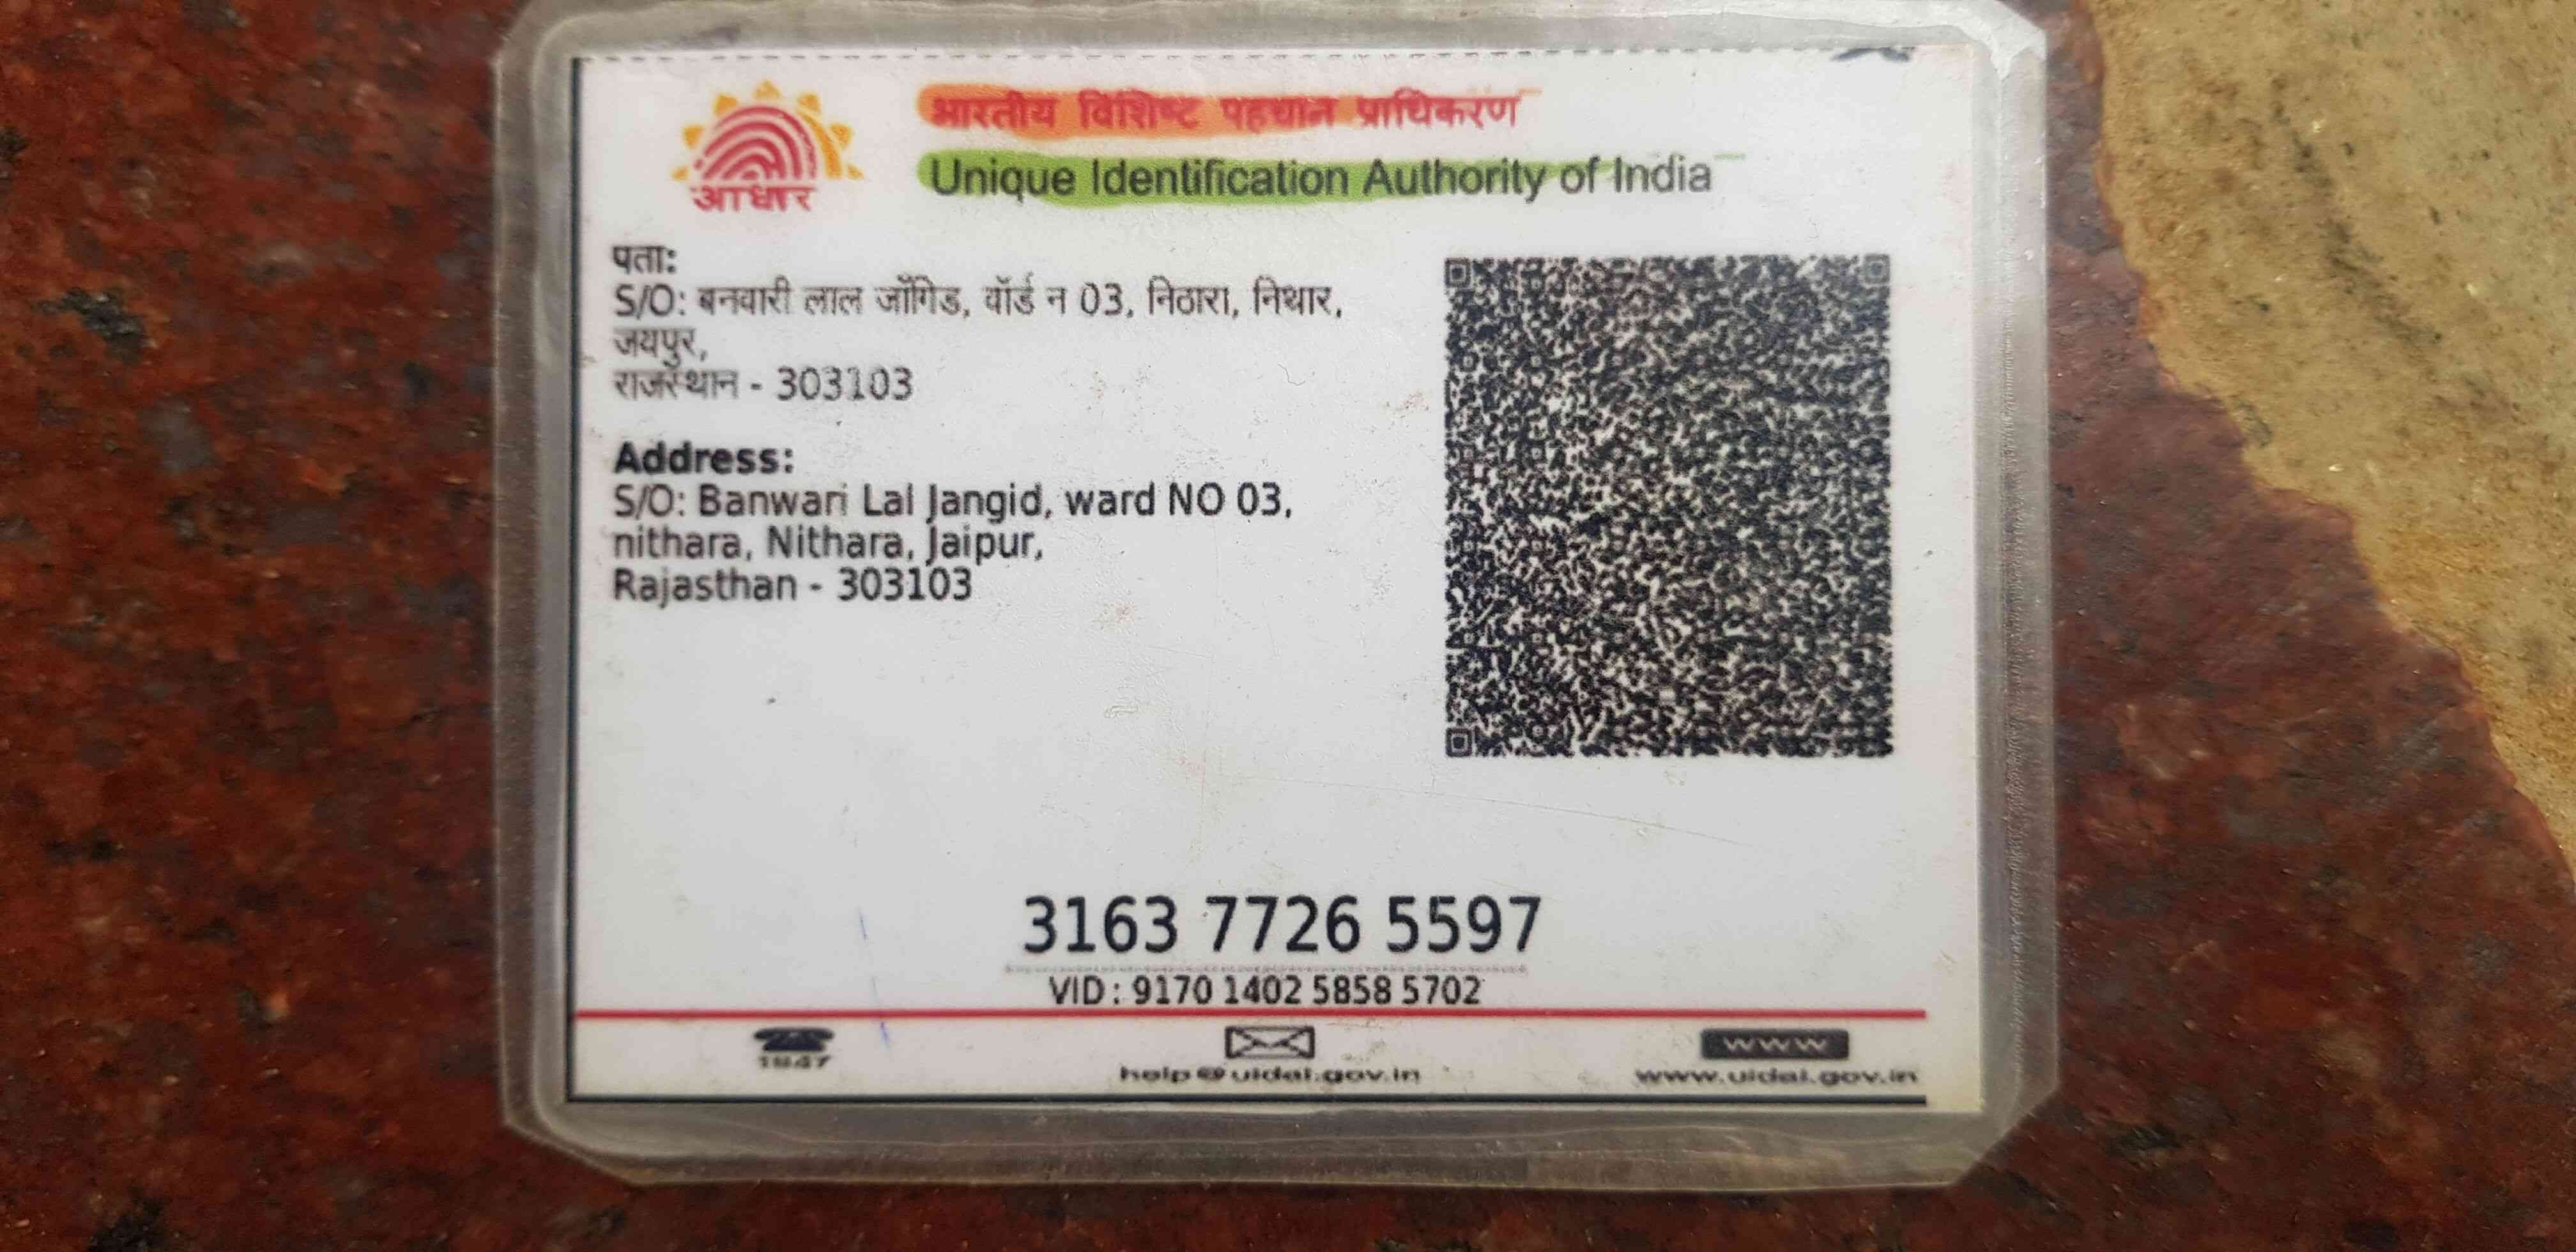 आधार
भारतीय विशिष्ट पहचान प्राधिकरण
Unique Identification Authority of India
पता:
S/O: बनवारी लाल जाँगिड, वॉर्ड न 03, निठारा, निथार,
जयपुर,
राजस्थान - 303103
Address:
S/O: Banwari Lal Jangid, ward NO 03,
nithara, Nithara, Jaipur,
Rajasthan - 303103
3163 7726 5597
VID : 9170 1402 5858 5702
1947
help@uidai.gov.in
www
www.uidai.gov.in